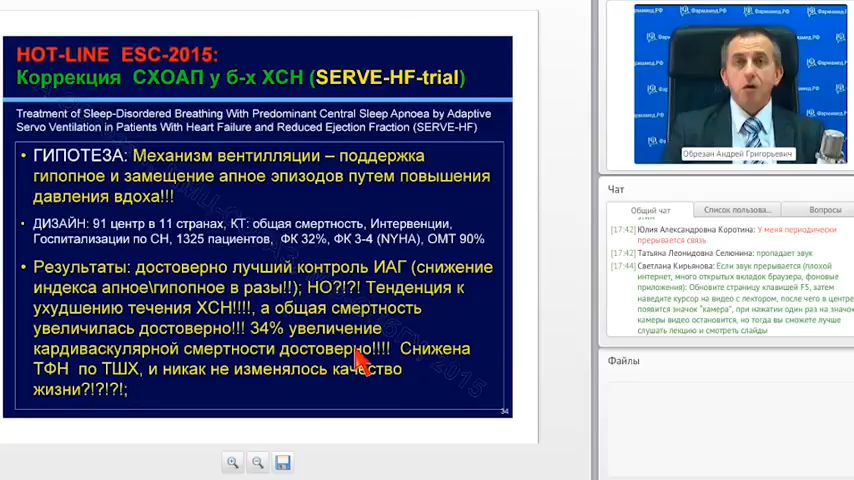 HOT-LINE ESC-2015:
Коррекция СХОАП у б-х ХСН (SERVE-HF-trial)
Treatment of Sleep-Disordered Breathing With Predominant Central Sleep Apnoea by Adaptive
Servo Ventilation in Patients With Heart Failure and Reduced Ejection Fraction (SERVE-HF)
• ГИПОТЕЗА: Механизм вентилляции – поддержка
гипопное и замещение апное эпизодов путем повышения
давления вдоха!!!
• ДИЗАЙН: 91 центр в 11 странах, КТ: общая смертность, Интервенции,
Госпитализации по СН, 1325 пациентов, ФК 32%, ФК 3-4 (NYHA), ОМТ 90%
• Результаты: достоверно лучший контроль ИАГ (снижение
индекса апное\гипопное в разы!!); НО?!?! Тенденция к
ухудшению течения ХСН!!!!, а общая смертность
увеличилась достоверно!!! 34% увеличение
кардиваскулярной смертности достоверно!!!! Снижена
ТФН по ТШХ, и никак не изменялось качество
жизни?!?!?!;
34
Фармамед.РФ
Обрезан Андрей Григорьевич
Чат
Общий чат
Список пользова...
Вопросы
[17:42] Юлия Александровна Коротина: У меня периодически
прерывается связь
[17:42] Татьяна Леонидовна Селюнина: пропадает звук
[17:44] Светлана Кирьянова: Если звук прерывается (плохой
интернет, много открытых вкладок браузера, фоновые
приложения): Обновите страницу клавишей F5, затем
наведите курсор на видео с лектором, после чего в центре
появится значок "камера", при нажатии один раз на значок
камеры видео остановится, но тогда вы сможете лучше
слушать лекцию и смотреть слайды
Файлы